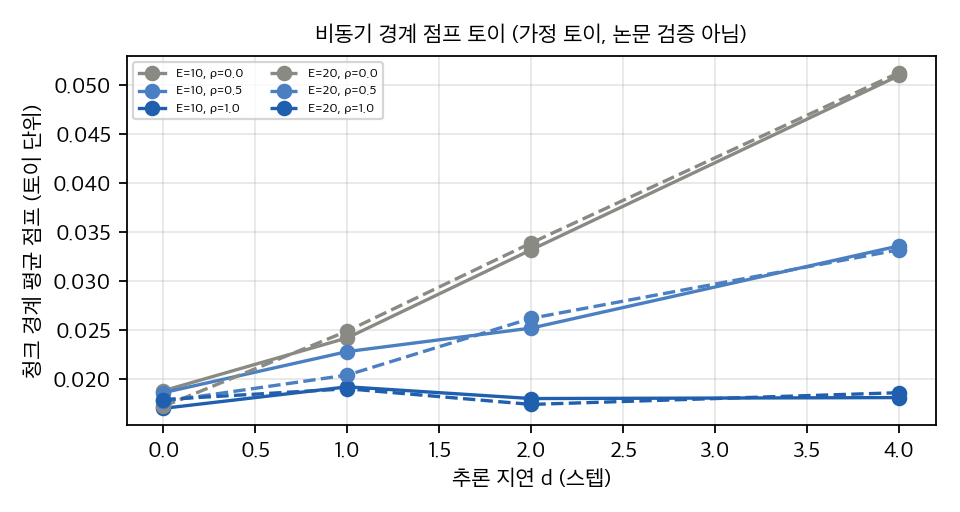 비동기 경계 점프 토이 (가정 토이, 논문 검증 아님)
E=10, ρ=0.0
E=10, ρ=0.5
E=10, ρ=1.0
E=20, ρ=0.0
E=20, ρ=0.5
E=20, ρ=1.0
청크 경계 평균 점프 (토이 단위)
0.050
0.045
0.040
0.035
0.030
0.025
0.020
0.0 0.5 1.0 1.5 2.0 2.5 3.0 3.5 4.0
추론 지연 d (스텝)